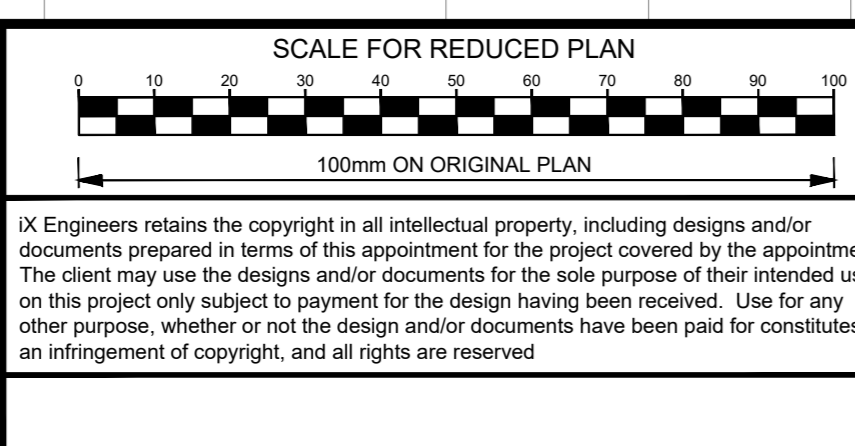 SCALE FOR REDUCED PLAN
0 10 20 30 40 50 60 70 80 90 100
100mm ON ORIGINAL PLAN
iX Engineers retains the copyright in all intellectual property, including designs and/or
documents prepared in terms of this appointment for the project covered by the appointme
The client may use the designs and/or documents for the sole purpose of their intended us
on this project only subject to payment for the design having been received. Use for any
other purpose, whether or not the design and/or documents have been paid for constitutes
an infringement of copyright, and all rights are reserved